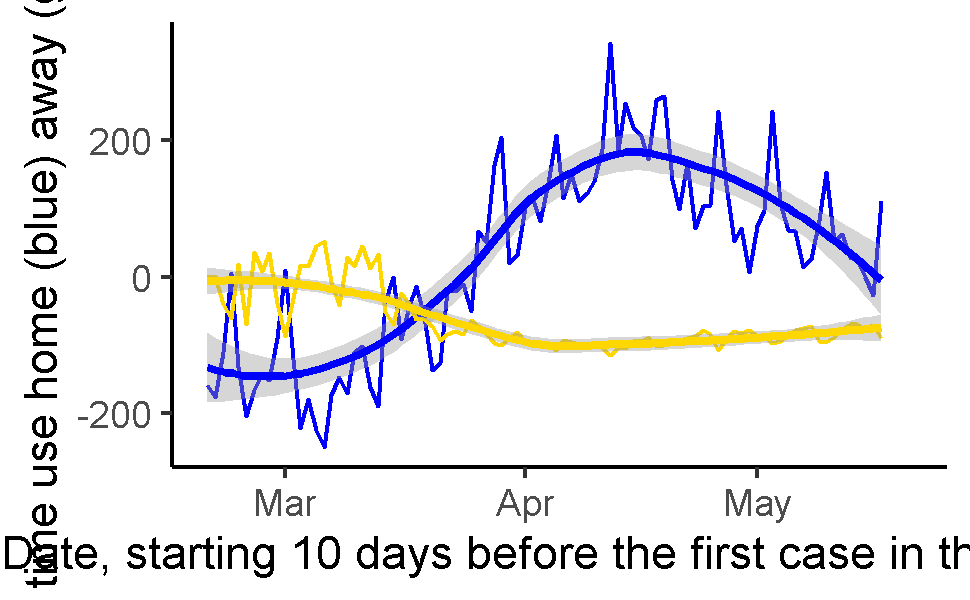 time use home (blue) away (
200
0
-200
Mar Apr May
Date, starting 10 days before the first case in th